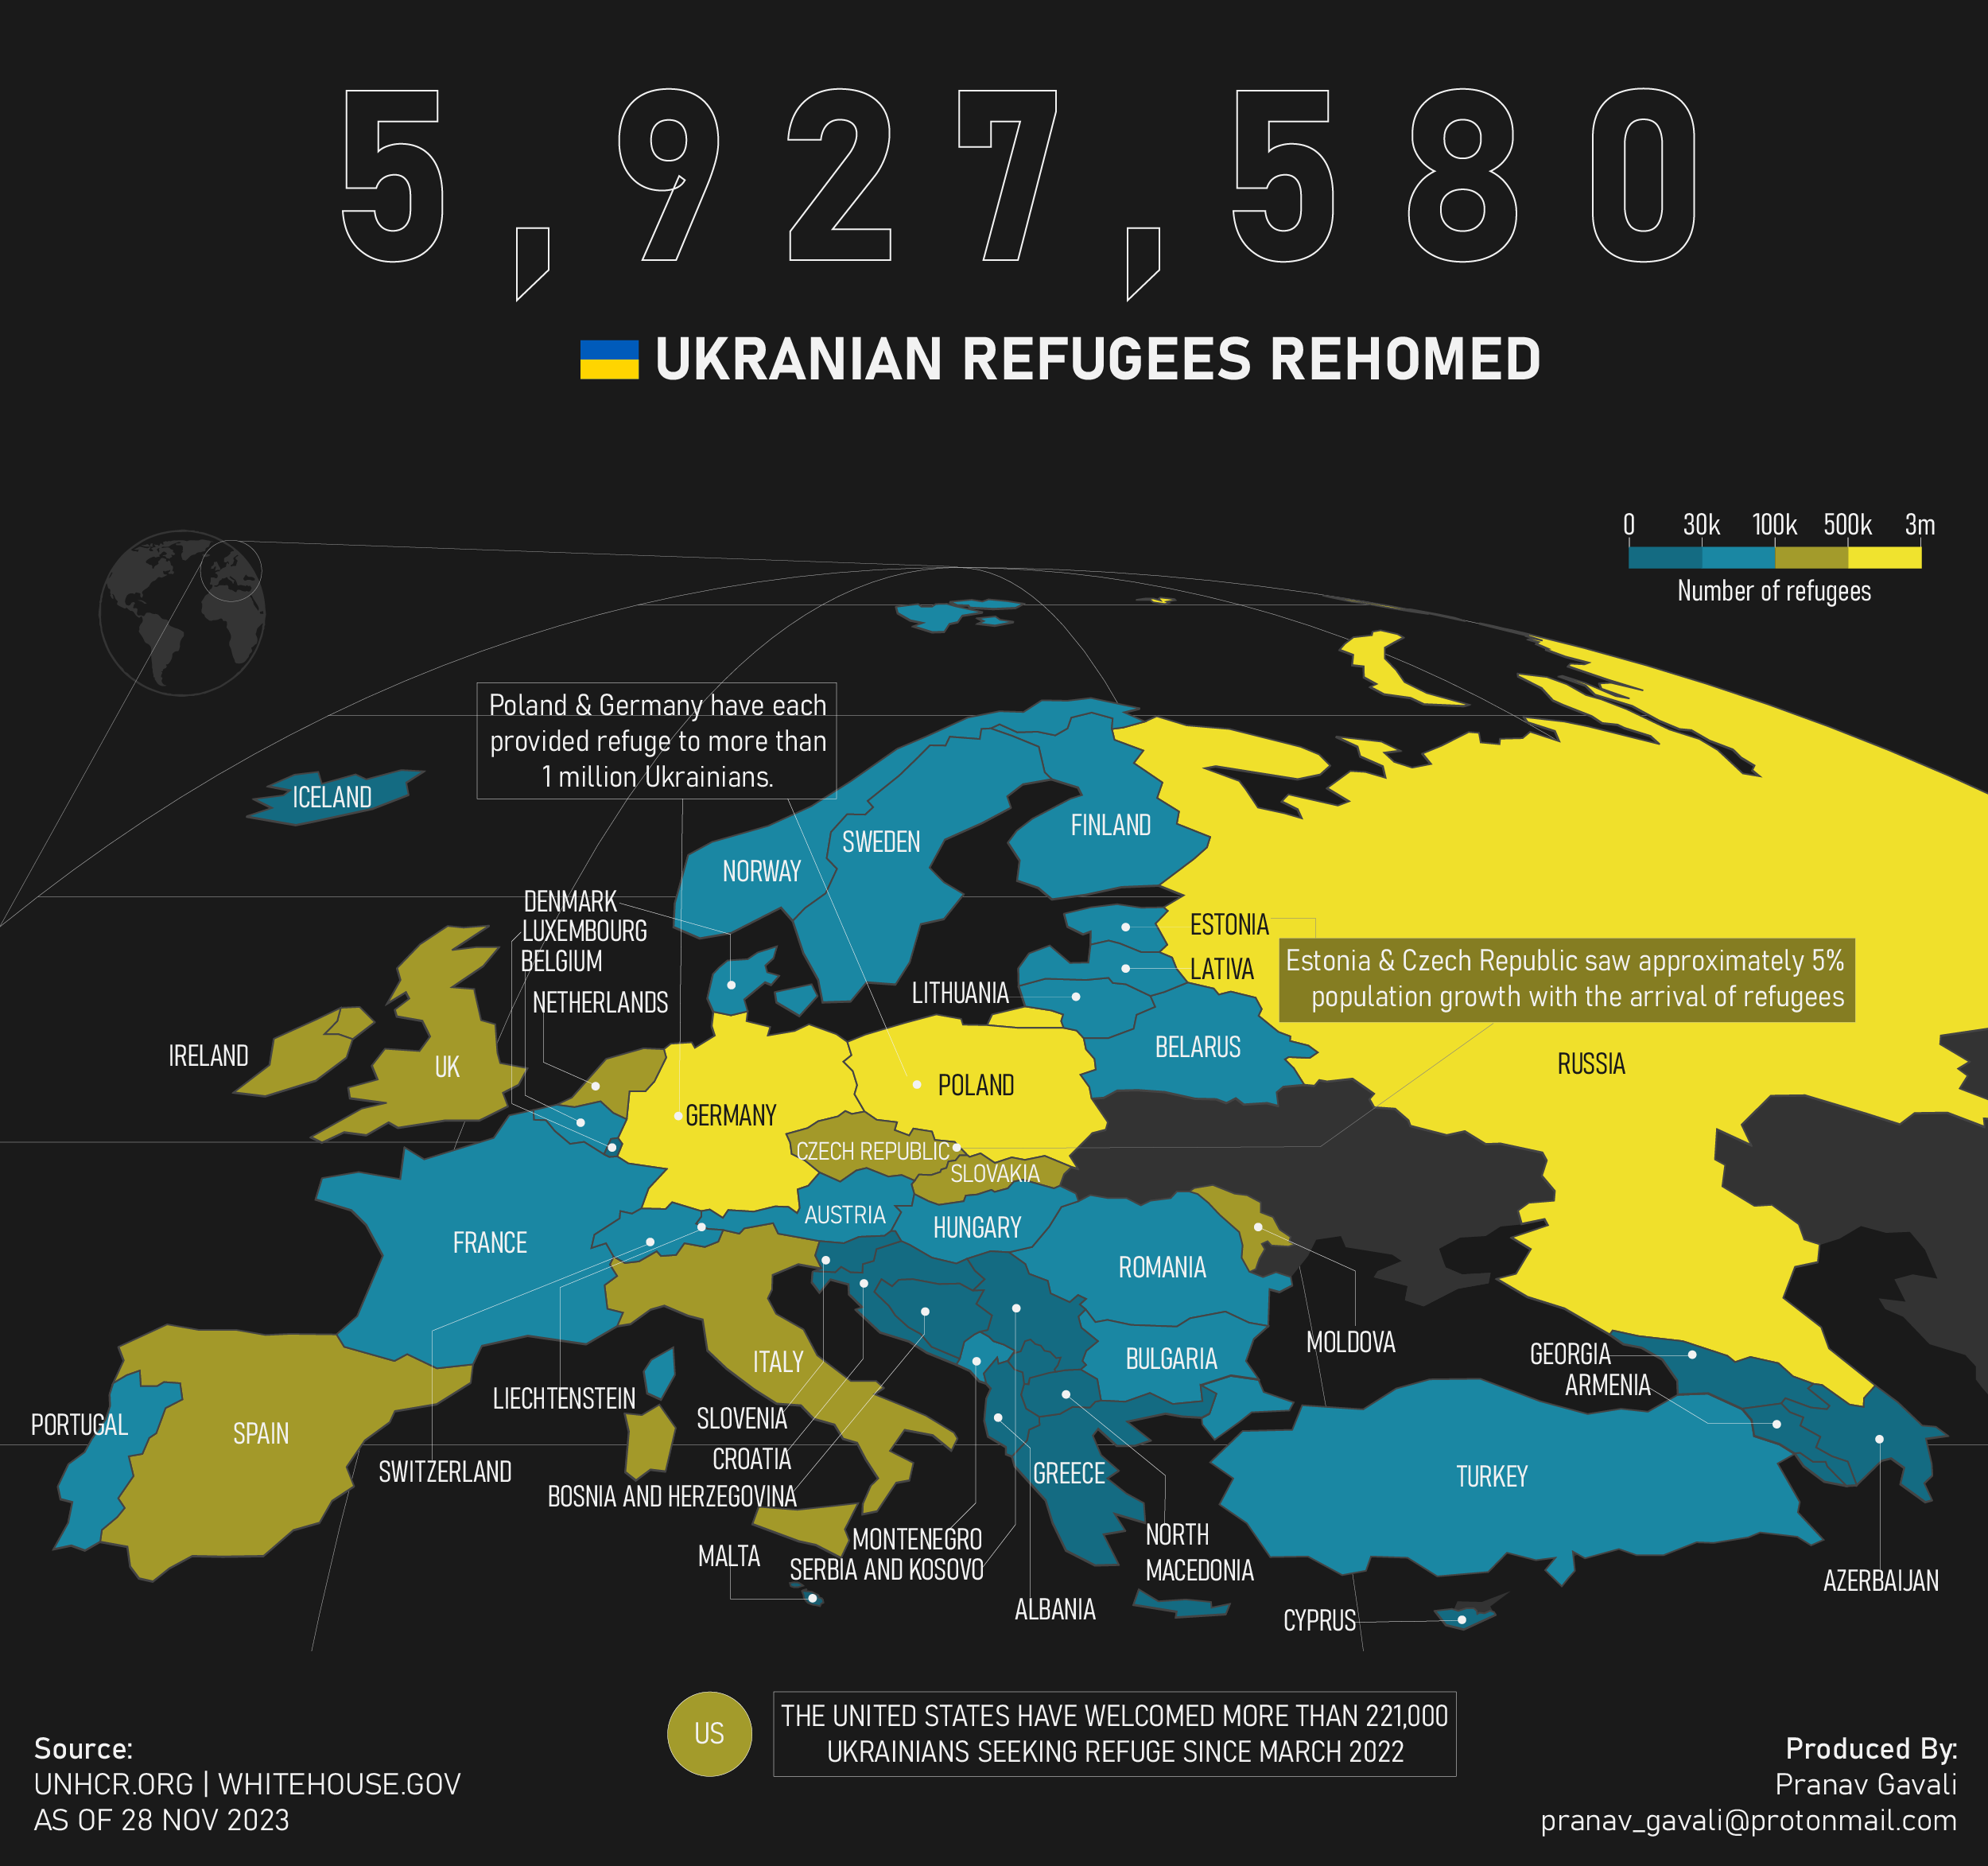 5,927,580
UKRANIAN REFUGEES REHOMED
0 30k 100k 500k 3m
Number of refugees
Poland & Germany have each
provided refuge to more than
1 million Ukrainians.
ICELAND
NORWAY
SWEDEN
FINLAND
DENMARK
LUXEMBOURG
BELGIUM
NETHERLANDS
ESTONIA
LATIVA
LITHUANIA
Estonia & Czech Republic saw approximately 5%
population growth with the arrival of refugees
IRELAND
UK
BELARUS
RUSSIA
GERMANY
POLAND
CZECH REPUBLIC
SLOVAKIA
FRANCE
AUSTRIA
HUNGARY
ROMANIA
MOLDOVA
BULGARIA
ITALY
GEORGIA
ARMENIA
LIECHTENSTEIN
PORTUGAL
SPAIN
SLOVENIA
SWITZERLAND
CROATIA
BOSNIA AND HERZEGOVINA
GREECE
TURKEY
MONTENEGRO
MALTA
SERBIA AND KOSOVO
NORTH
MACEDONIA
ALBANIA
CYPRUS
AZERBAIJAN
US
THE UNITED STATES HAVE WELCOMED MORE THAN 221,000
UKRAINIANS SEEKING REFUGE SINCE MARCH 2022
Source:
UNHCR.ORG | WHITEHOUSE.GOV
AS OF 28 NOV 2023
Produced By:
Pranav Gavali
pranav_gavali@protonmail.com